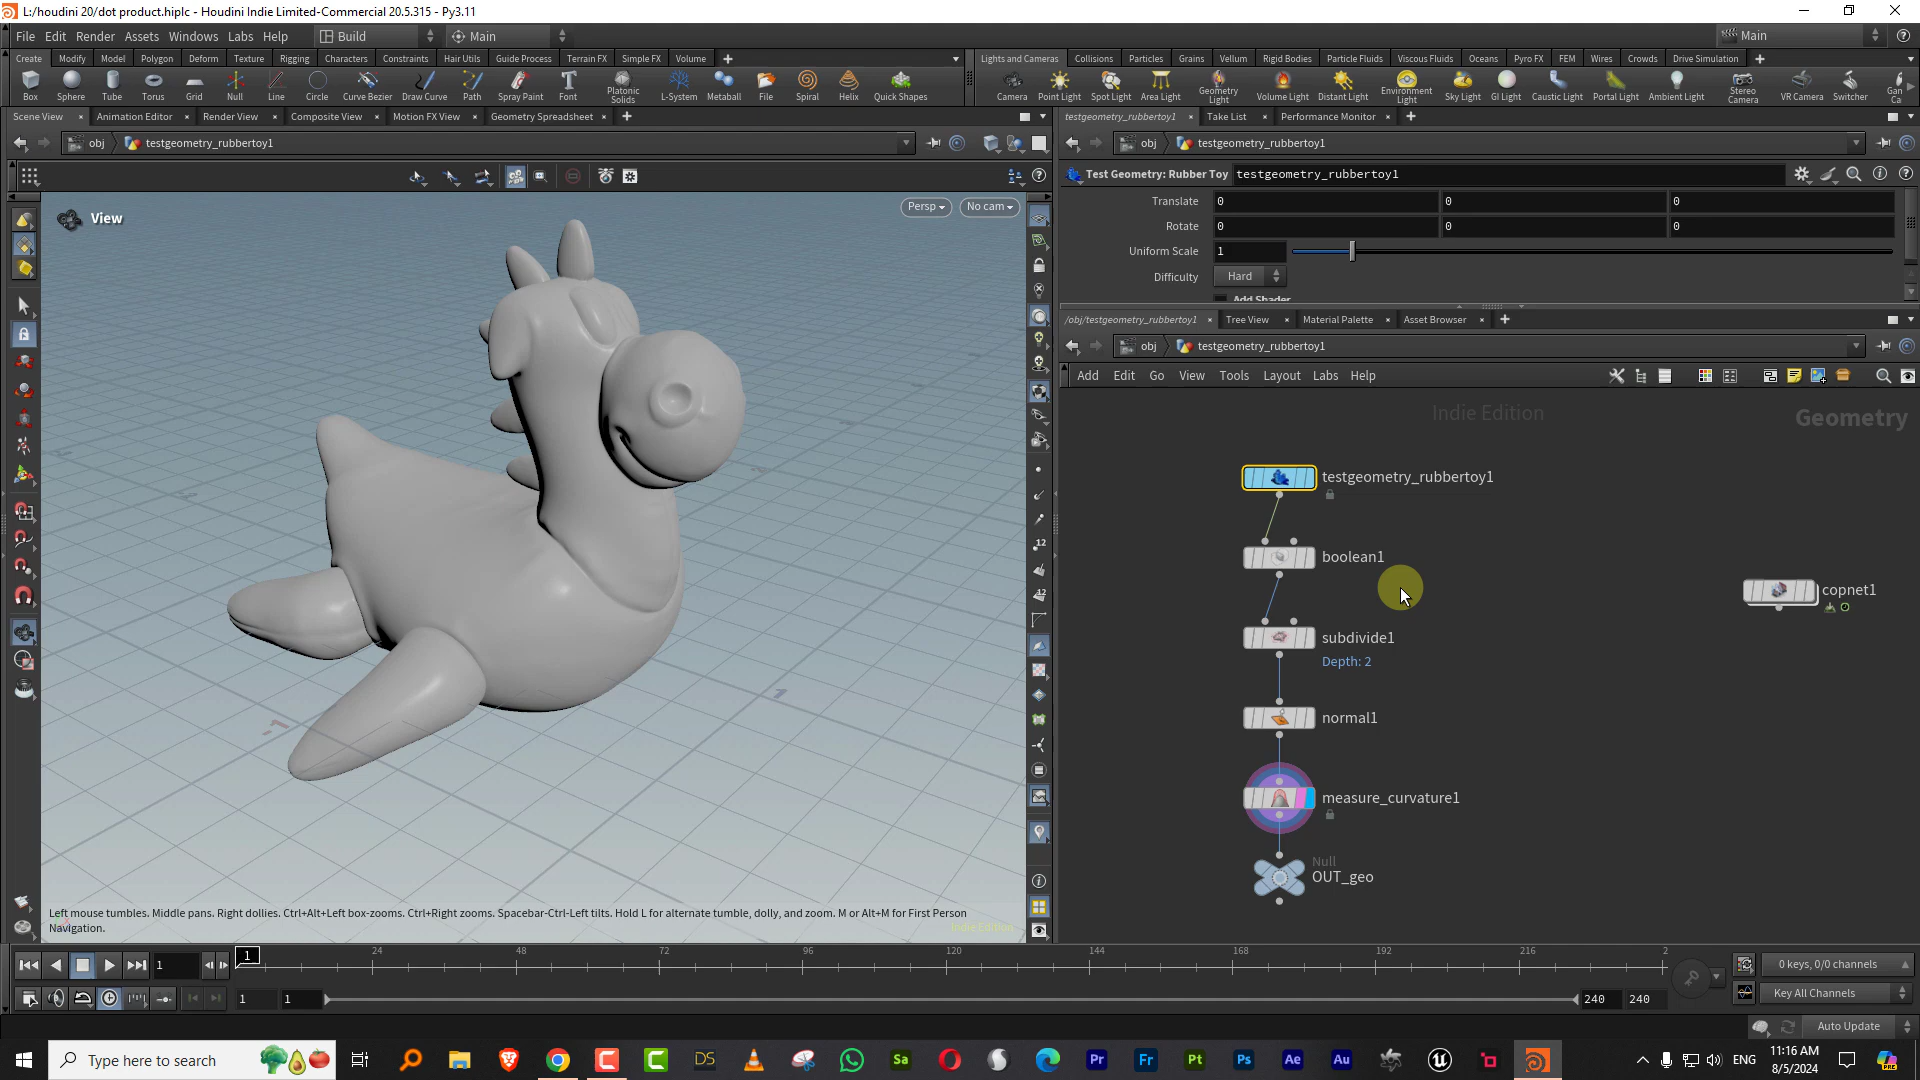 L:/houdini 20/dot product.hiplc - Houdini Indie Limited-Commercial 20.5.315 - Py3.11
File Edit Render Assets Windows Labs Help Build Main Main
Create Modify Model Polygon Deform Texture Rigging Characters Constraints Hair Utils Guide Process Terrain FX Simple FX Volume
Lights and Cameras Collisions Particles Grains Vellum Rigid Bodies Particle Fluids Viscous Fluids Oceans Pyro FX FEM Wires Crowds Drive Simulation
Box Sphere Tube Torus Grid Null Line Circle Curve Bezier Draw Curve Path Spray Paint Font Platonic Solids L-System Metaball File Spiral Helix Quick Shapes
Camera Point Light Spot Light Area Light Geometry Light Volume Light Distant Light Environment Light Sky Light GI Light Caustic Light Portal Light Ambient Light Stereo Camera VR Camera Switcher Gan Ca
Scene View Animation Editor Render View Composite View Motion FX View Geometry Spreadsheet
testgeometry_rubbertoy1 Take List Performance Monitor
obj testgeometry_rubbertoy1
obj testgeometry_rubbertoy1
Test Geometry: Rubber Toy testgeometry_rubbertoy1
View
Persp No cam
Translate 0 0 0
Rotate 0 0 0
Uniform Scale 1
Difficulty Hard
Add Shader
/obj/testgeometry_rubbertoy1 Tree View Material Palette Asset Browser
obj testgeometry_rubbertoy1
Add Edit Go View Tools Layout Labs Help
Indie Edition
Geometry
testgeometry_rubbertoy1
boolean1
copnet1
subdivide1
Depth: 2
normal1
measure_curvature1
Null
OUT_geo
Left mouse tumbles. Middle pans. Right dollies. Ctrl+Alt+Left box-zooms. Ctrl+Right zooms. Spacebar-Ctrl-Left tilts. Hold L for alternate tumble, dolly, and zoom. M or Alt+M for First Person
Navigation.
Indie Edition
1 1 24 48 72 96 120 144 168 192 216 2
0 keys, 0/0 channels
1 1 240 240
Key All Channels
Auto Update
Type here to search
ENG
11:16 AM
8/5/2024